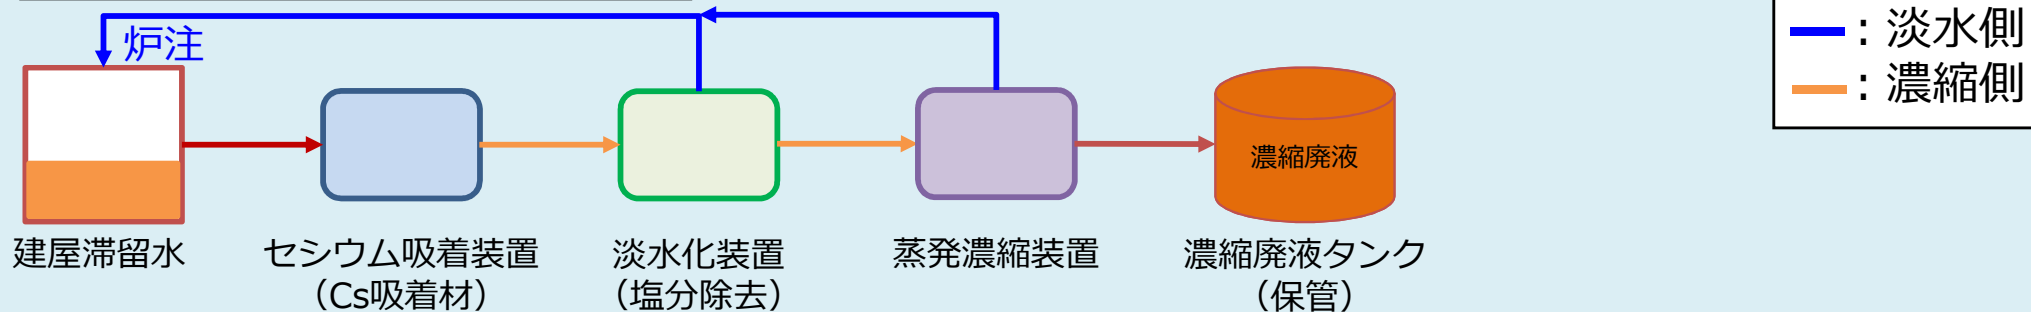 炉注
：淡水側
：濃縮側
濃縮廃液
建屋滞留水
セシウム吸着装置
（Cs吸着材）
淡水化装置
（塩分除去）
蒸発濃縮装置
濃縮廃液タンク
（保管）